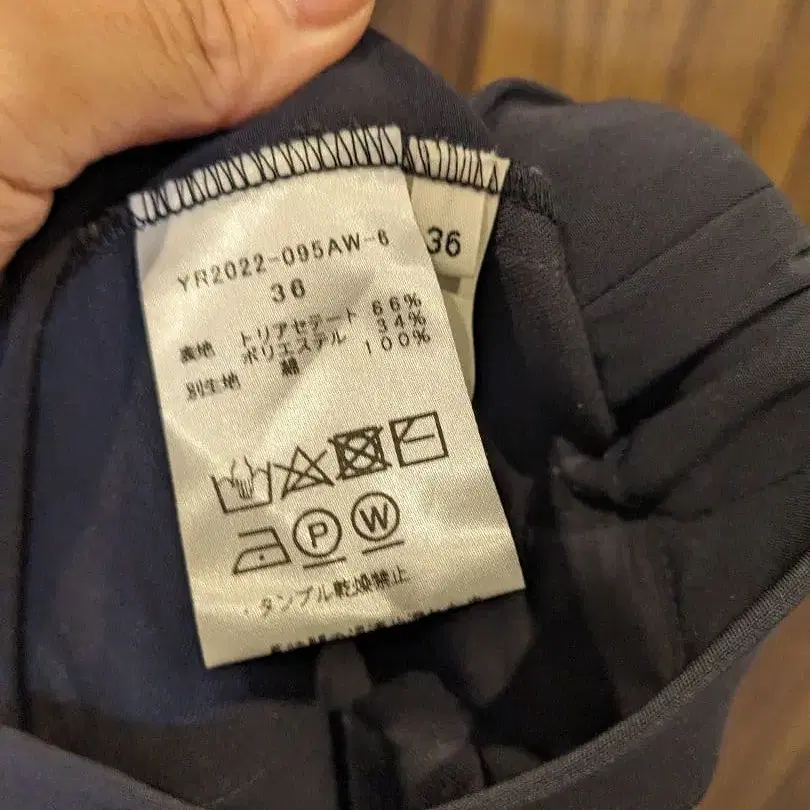 YR2022-095AW-6
36
36
表地 トリアセテート 66%
ポリエステル 34%
別生地 綿 100%
P W
・タンブル乾燥禁止